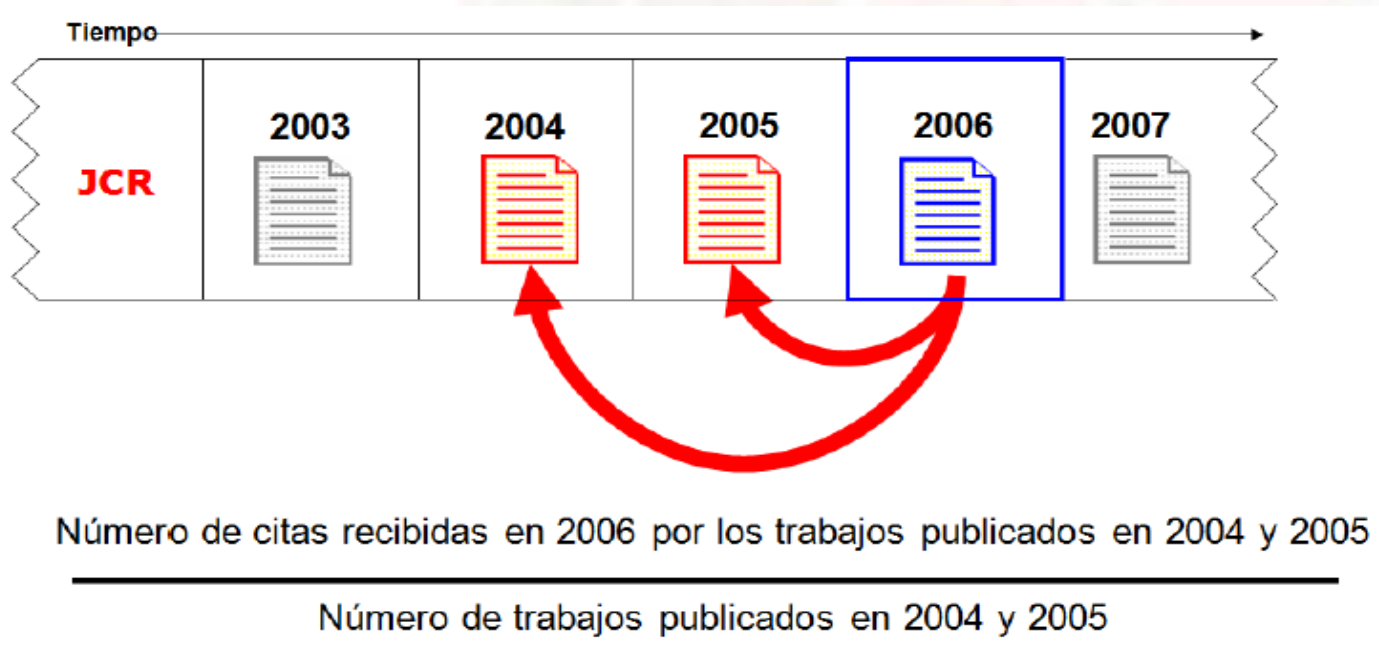 Tiempo
2003 2004 2005 2006 2007
JCR
Número de citas recibidas en 2006 por los trabajos publicados en 2004 y 2005
Número de trabajos publicados en 2004 y 2005